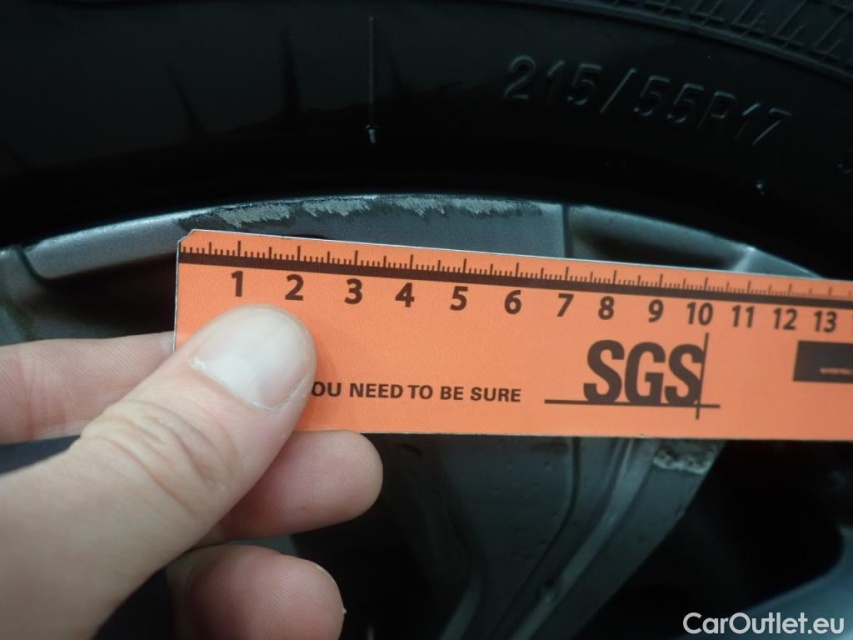 215/55R17
1 2 3 4 5 6 7 8 9 10 11 12 13
OU NEED TO BE SURE
SGS
CarOutlet.eu